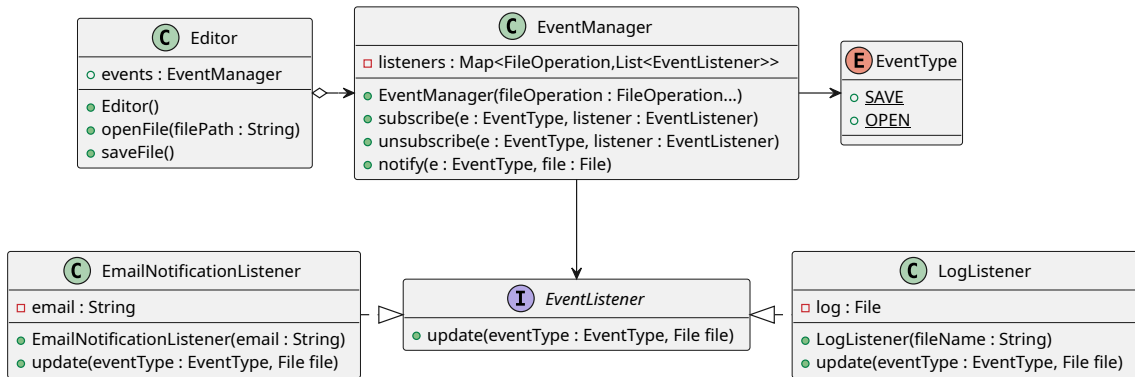 C Editor
events : EventManager
Editor()
openFile(filePath : String)
saveFile()
C EventManager
listeners : Map<FileOperation,List<EventListener>>
EventManager(fileOperation : FileOperation...)
subscribe(e : EventType, listener : EventListener)
unsubscribe(e : EventType, listener : EventListener)
notify(e : EventType, file : File)
E EventType
SAVE
OPEN
C EmailNotificationListener
email : String
EmailNotificationListener(email : String)
update(eventType : EventType, File file)
I EventListener
update(eventType : EventType, File file)
C LogListener
log : File
LogListener(fileName : String)
update(eventType : EventType, File file)